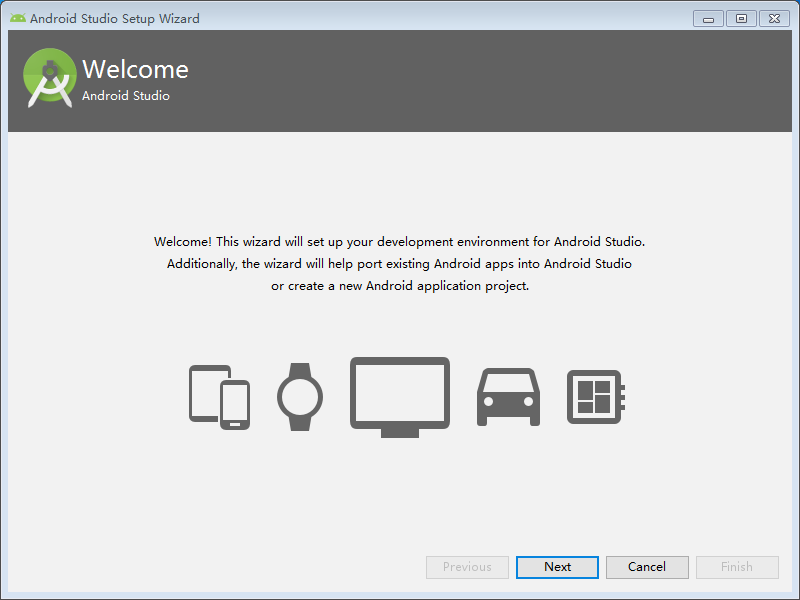 Android Studio Setup Wizard
Welcome
Android Studio
Welcome! This wizard will set up your development environment for Android Studio.
Additionally, the wizard will help port existing Android apps into Android Studio
or create a new Android application project.
Previous
Next
Cancel
Finish